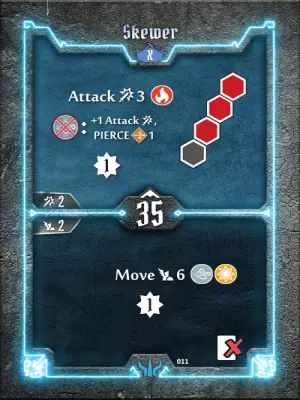 Skewer
X
Attack 3
+1 Attack,
PIERCE 1
1
2
35
2
Move 6
1
011